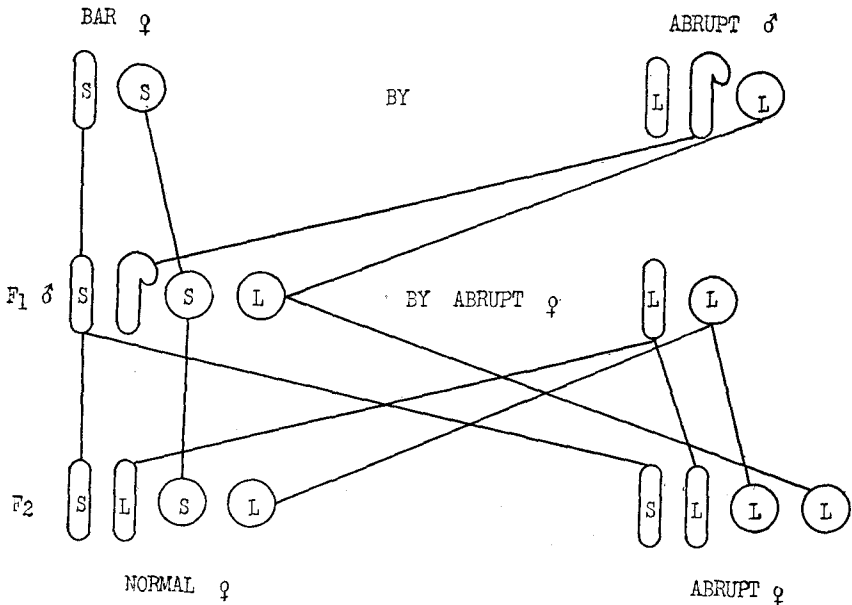 BAR ♀ ABRUPT ♂
S S BY L L
F1 ♂ S S L BY ABRUPT ♀ L L
F2 S L S L S L L L
NORMAL ♀ ABRUPT ♀